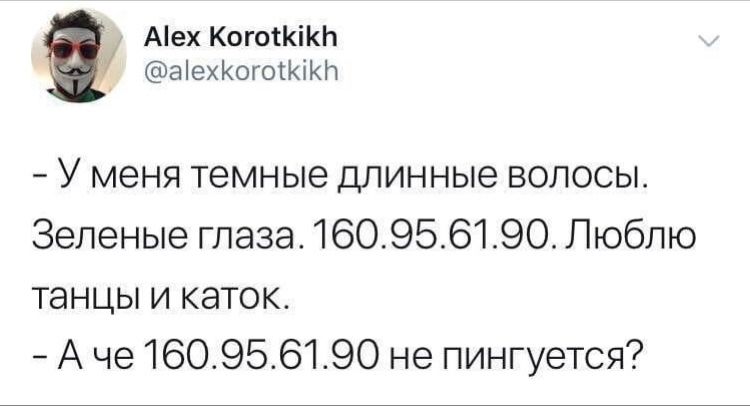 Alex Korotkikh
@alexkorotkikh
- У меня темные длинные волосы.
Зеленые глаза. 160.95.61.90. Люблю
танцы и каток.
- А че 160.95.61.90 не пингуется?